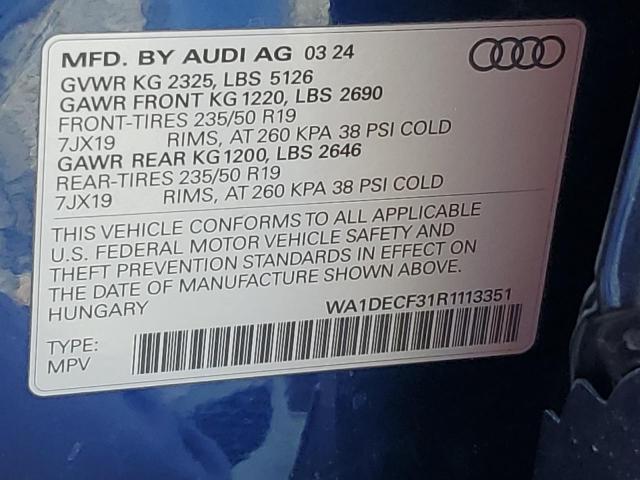 MFD. BY AUDI AG 03 24
GVWR KG 2325, LBS 5126
GAWR FRONT KG 1220, LBS 2690
FRONT-TIRES 235/50 R19
7JX19 RIMS, AT 260 KPA 38 PSI COLD
GAWR REAR KG 1200, LBS 2646
REAR-TIRES 235/50 R19
7JX19 RIMS, AT 260 KPA 38 PSI COLD
THIS VEHICLE CONFORMS TO ALL APPLICABLE
U.S. FEDERAL MOTOR VEHICLE SAFETY AND
THEFT PREVENTION STANDARDS IN EFFECT ON
THE DATE OF MANUFACTURE SHOWN ABOVE.
HUNGARY WA1DECF31R1113351
TYPE:
MPV